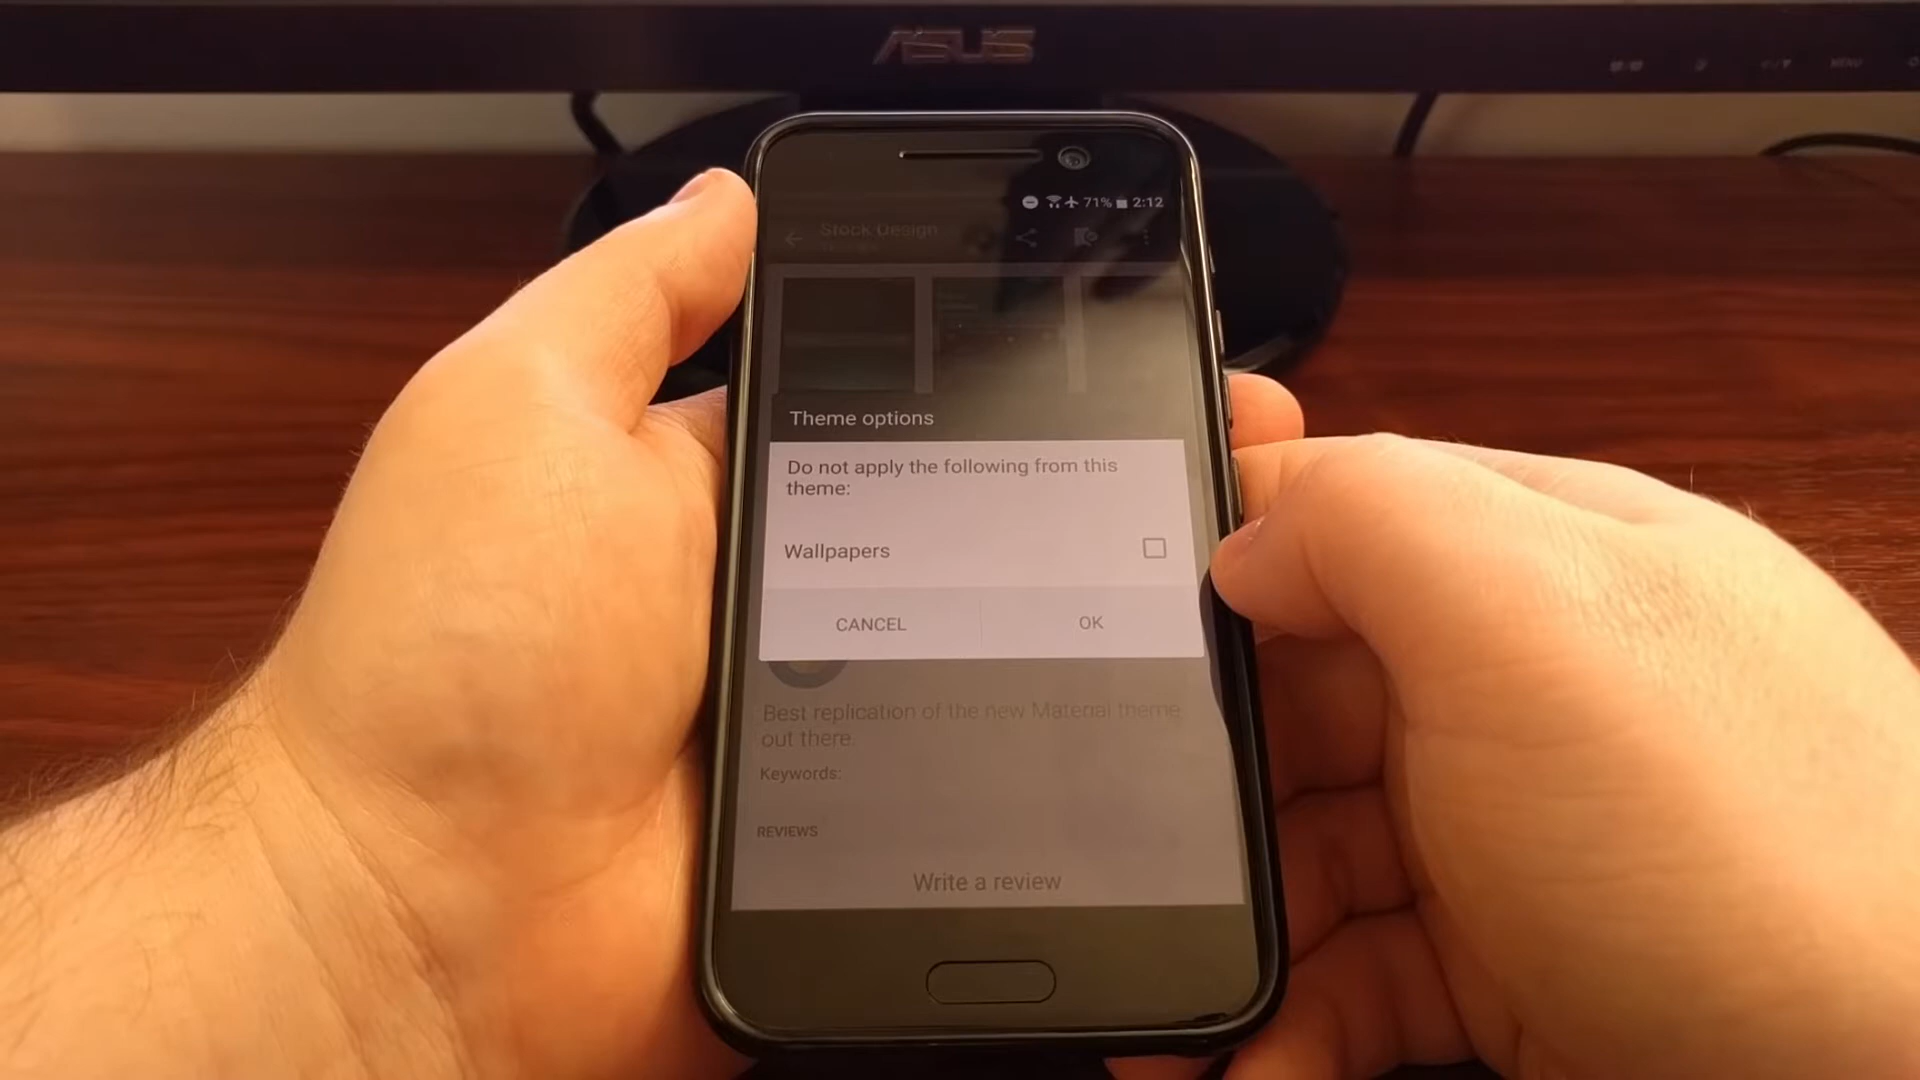 ASUS
MENU
71% 2:12
Stock Design
Theme options
Do not apply the following from this
theme:
Wallpapers
CANCEL OK
Best replication of the new Material theme
out there.
Keywords:
REVIEWS
Write a review